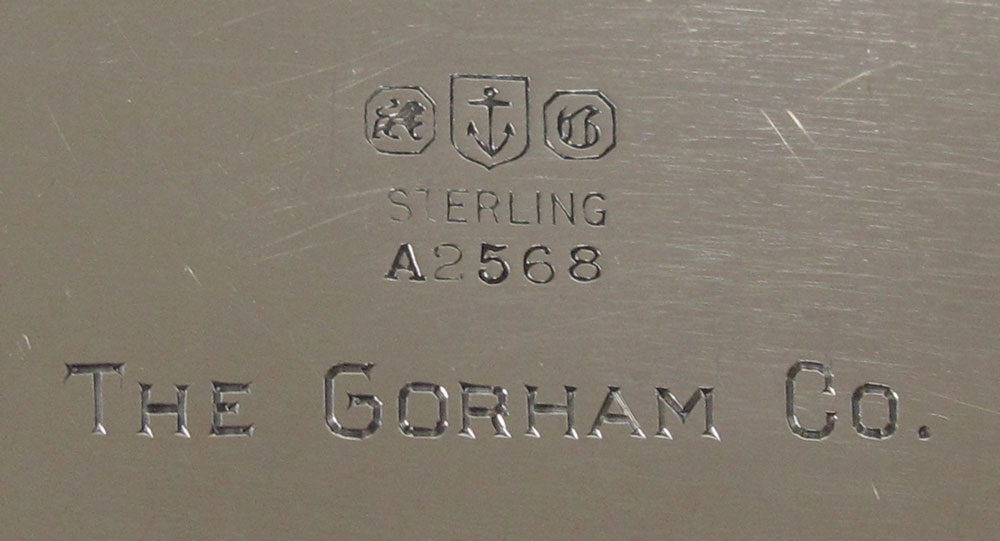 G
STERLING
A2568
THE GORHAM CO.